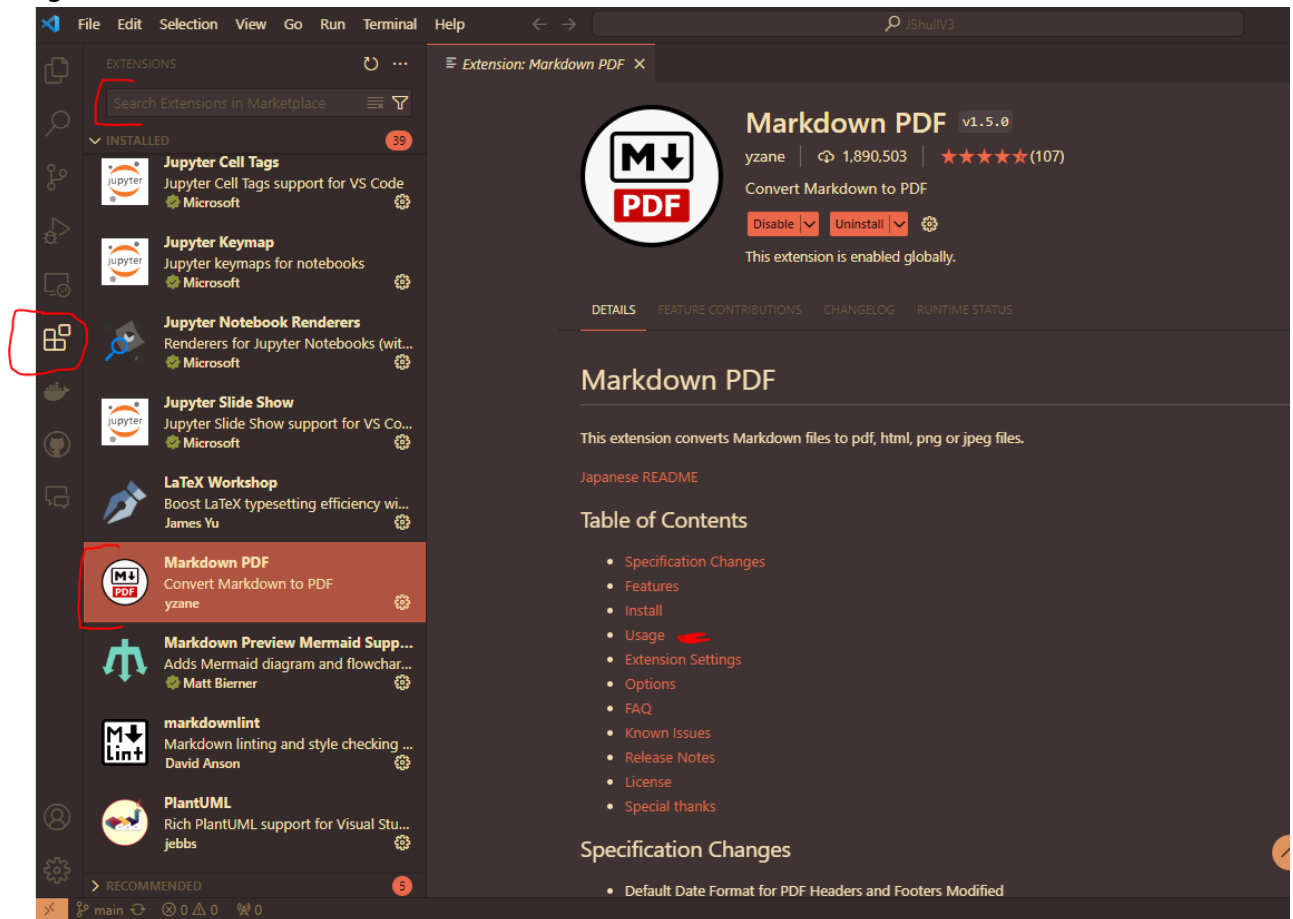 File Edit Selection View Go Run Terminal Help
JShullV3
EXTENSIONS
Search Extensions in Marketplace
INSTALLED
39
Jupyter Cell Tags
Jupyter Cell Tags support for VS Code
Microsoft
Jupyter Keymap
Jupyter keymaps for notebooks
Microsoft
Jupyter Notebook Renderers
Renderers for Jupyter Notebooks (wit...
Microsoft
Jupyter Slide Show
Jupyter Slide Show support for VS Co...
Microsoft
LaTeX Workshop
Boost LaTeX typesetting efficiency wi...
James Yu
Markdown PDF
Convert Markdown to PDF
yzane
Markdown Preview Mermaid Supp...
Adds Mermaid diagram and flowchar...
Matt Bierner
markdownlint
Markdown linting and style checking ...
David Anson
PlantUML
Rich PlantUML support for Visual Stu...
jebbs
RECOMMENDED
5
main 0 0 0
Extension: Markdown PDF
Markdown PDF v1.5.0
yzane 1,890,503 (107)
Convert Markdown to PDF
Disable Uninstall
This extension is enabled globally.
DETAILS FEATURE CONTRIBUTIONS CHANGELOG RUNTIME STATUS
Markdown PDF
This extension converts Markdown files to pdf, html, png or jpeg files.
Japanese README
Table of Contents
Specification Changes
Features
Install
Usage
Extension Settings
Options
FAQ
Known Issues
Release Notes
License
Special thanks
Specification Changes
Default Date Format for PDF Headers and Footers Modified